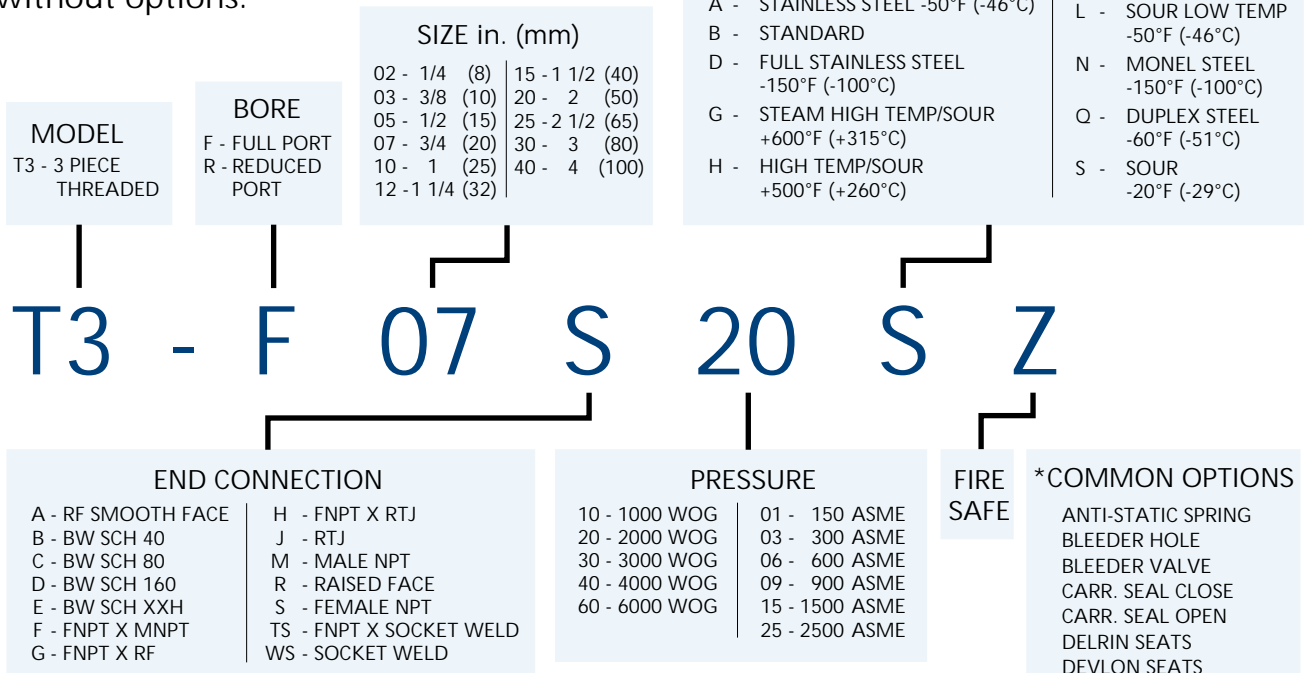 without options.
MODEL
T3 - 3 PIECE
THREADED
BORE
F - FULL PORT
R - REDUCED
PORT
SIZE in. (mm)
02 - 1/4 (8)
03 - 3/8 (10)
05 - 1/2 (15)
07 - 3/4 (20)
10 - 1 (25)
12 -1 1/4 (32)
15 -1 1/2 (40)
20 - 2 (50)
25 -2 1/2 (65)
30 - 3 (80)
40 - 4 (100)
A - STAINLESS STEEL -50°F (-46°C)
B - STANDARD
D - FULL STAINLESS STEEL
-150°F (-100°C)
G - STEAM HIGH TEMP/SOUR
+600°F (+315°C)
H - HIGH TEMP/SOUR
+500°F (+260°C)
L - SOUR LOW TEMP
-50°F (-46°C)
N - MONEL STEEL
-150°F (-100°C)
Q - DUPLEX STEEL
-60°F (-51°C)
S - SOUR
-20°F (-29°C)
T3 - F 07 S 20 S Z
END CONNECTION
A - RF SMOOTH FACE
B - BW SCH 40
C - BW SCH 80
D - BW SCH 160
E - BW SCH XXH
F - FNPT X MNPT
G - FNPT X RF
H - FNPT X RTJ
J - RTJ
M - MALE NPT
R - RAISED FACE
S - FEMALE NPT
TS - FNPT X SOCKET WELD
WS - SOCKET WELD
PRESSURE
10 - 1000 WOG
20 - 2000 WOG
30 - 3000 WOG
40 - 4000 WOG
60 - 6000 WOG
01 - 150 ASME
03 - 300 ASME
06 - 600 ASME
09 - 900 ASME
15 - 1500 ASME
25 - 2500 ASME
FIRE
SAFE
*COMMON OPTIONS
ANTI-STATIC SPRING
BLEEDER HOLE
BLEEDER VALVE
CARR. SEAL CLOSE
CARR. SEAL OPEN
DELRIN SEATS
DEVLON SEATS